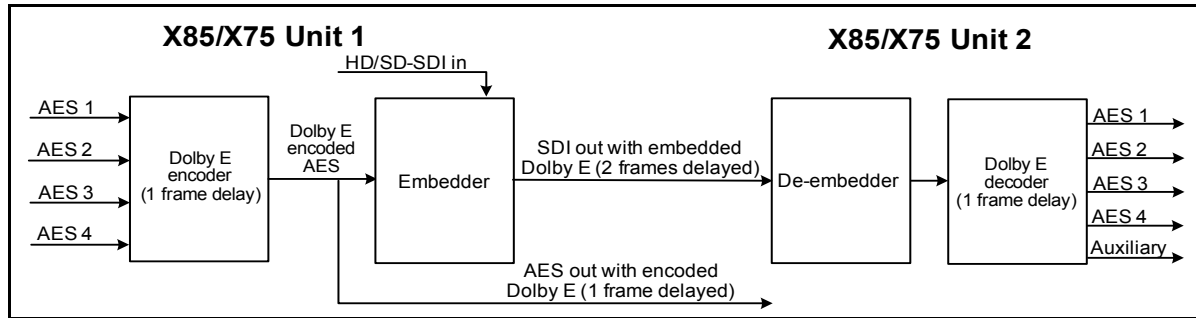 X85/X75 Unit 1
X85/X75 Unit 2
HD/SD-SDI in
AES 1
AES 2
AES 3
AES 4
Dolby E
encoder
(1 frame delay)
Dolby E
encoded
AES
Embedder
SDI out with embedded
Dolby E (2 frames delayed)
AES out with encoded
Dolby E (1 frame delayed)
De-embedder
Dolby E
decoder
(1 frame delay)
AES 1
AES 2
AES 3
AES 4
Auxiliary